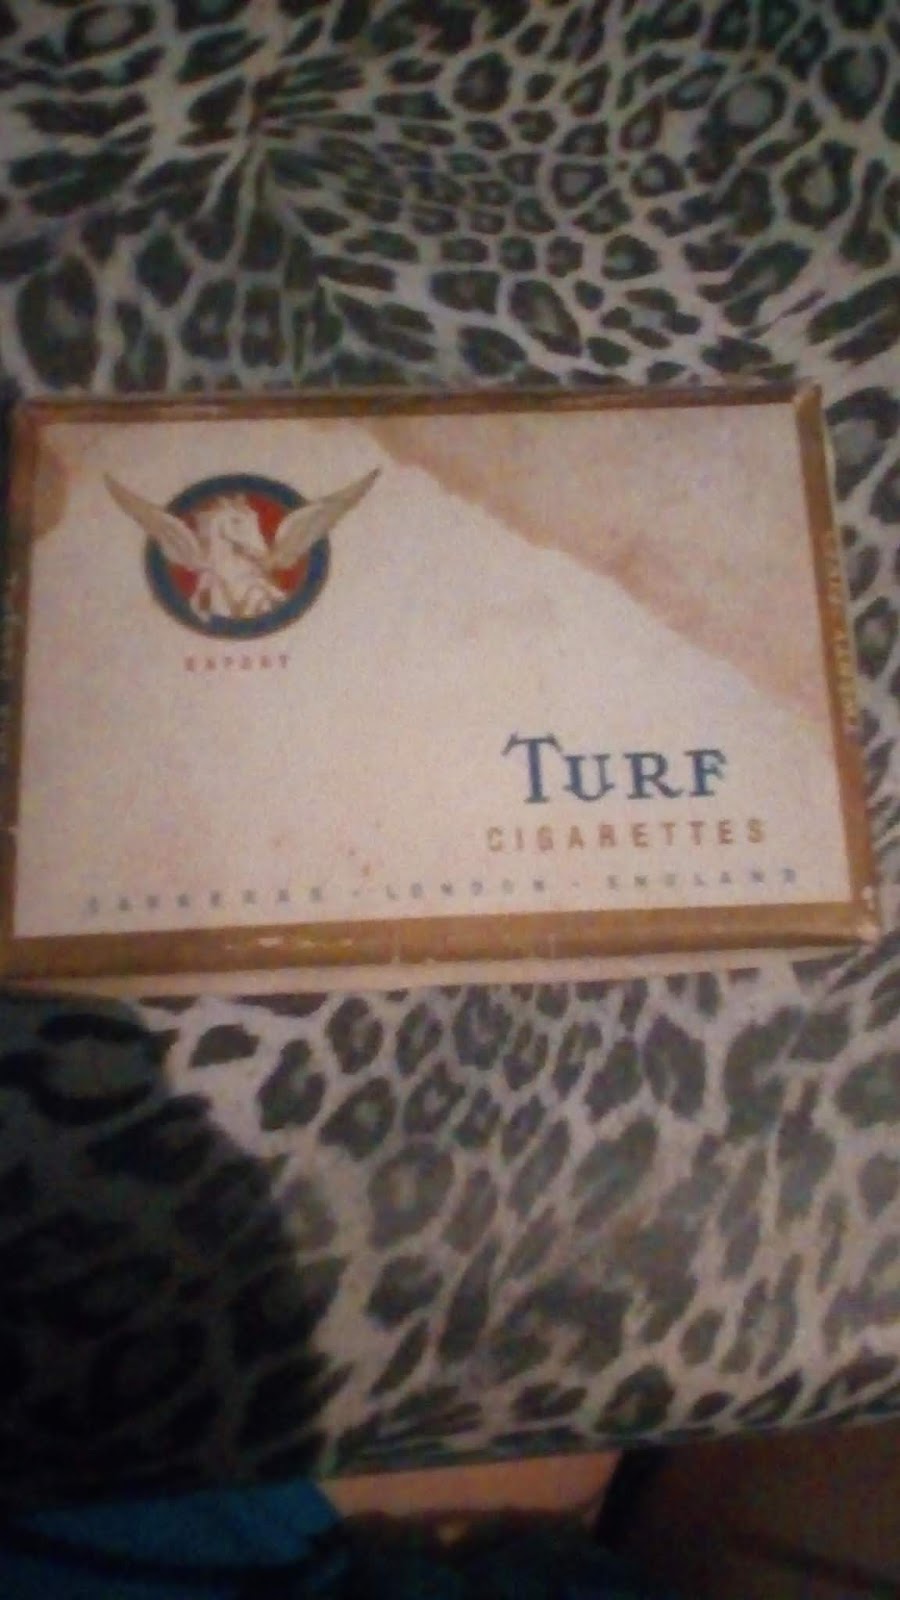 EXPORT
TURF
CIGARETTES
CARRERAS · LONDON · ENGLAND